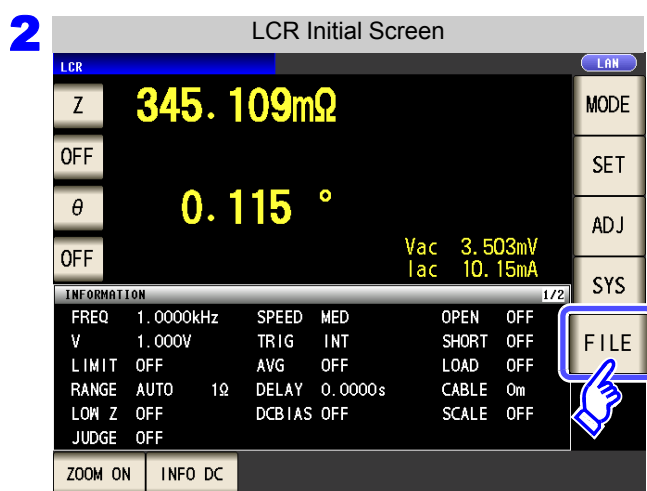 2
LCR Initial Screen
LCR
LAN
Z 345.109mΩ
MODE
OFF
SET
θ 0.115 °
ADJ
OFF
Vac 3.503mV
Iac 10.15mA
SYS
INFORMATION 1/2
FREQ 1.0000kHz SPEED MED OPEN OFF
V 1.000V TRIG INT SHORT OFF
LIMIT OFF AVG OFF LOAD OFF
RANGE AUTO 1Ω DELAY 0.0000s CABLE 0m
LOW Z OFF DCBIAS OFF SCALE OFF
JUDGE OFF
FILE
ZOOM ON INFO DC